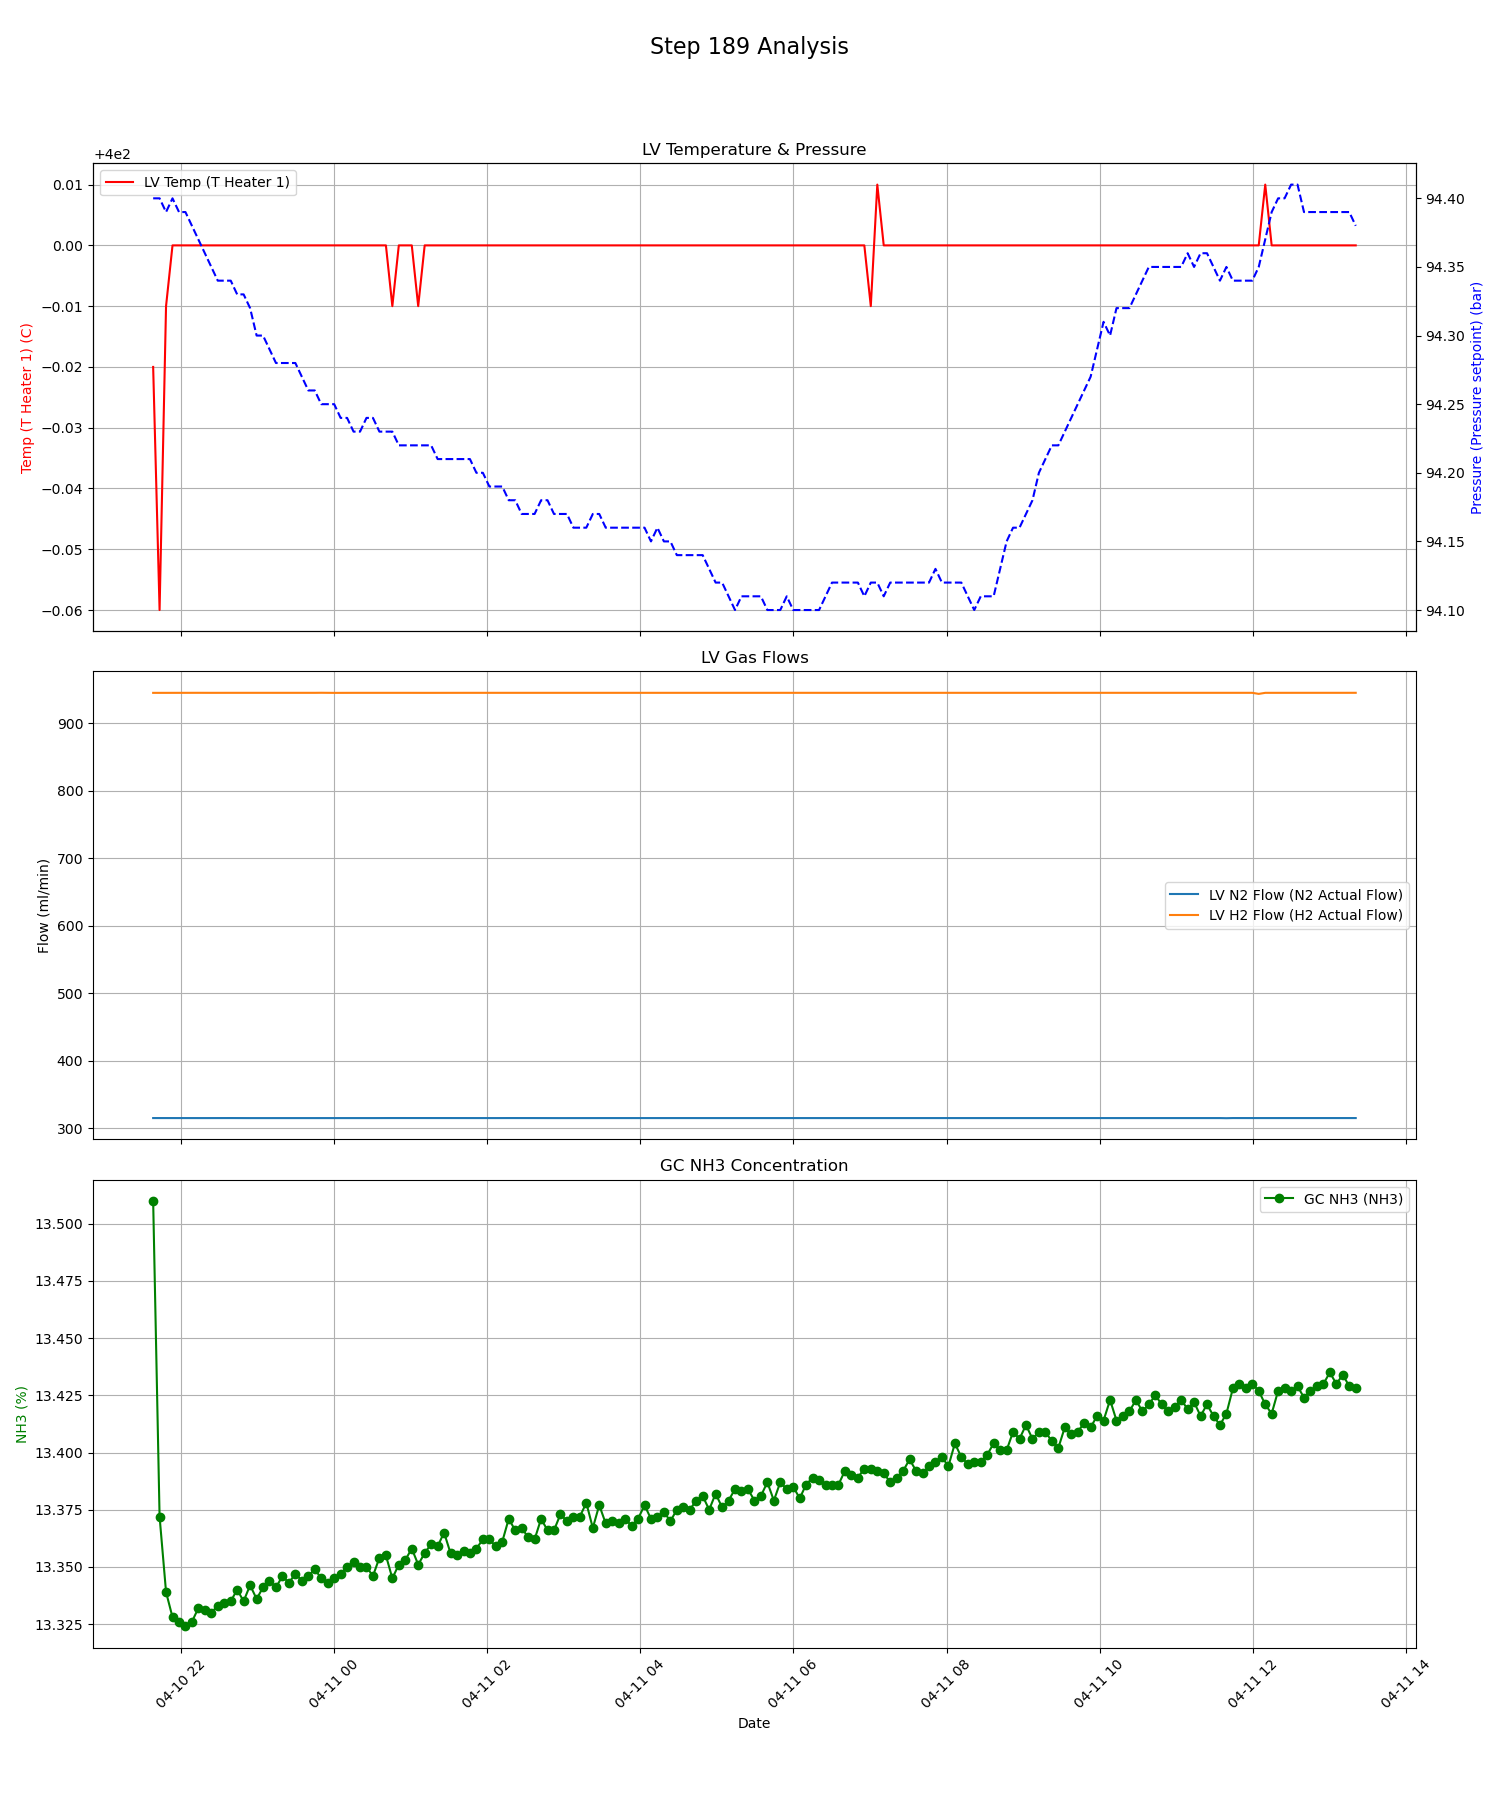 Step 189 Analysis
LV Temperature & Pressure
+4e2
LV Temp (T Heater 1)
0.01
0.00
−0.01
−0.02
−0.03
−0.04
−0.05
−0.06
Temp (T Heater 1) (C)
94.40
94.35
94.30
94.25
94.20
94.15
94.10
Pressure (Pressure setpoint) (bar)
LV Gas Flows
900
800
700
600
500
400
300
Flow (ml/min)
LV N2 Flow (N2 Actual Flow)
LV H2 Flow (H2 Actual Flow)
GC NH3 Concentration
GC NH3 (NH3)
13.500
13.475
13.450
13.425
13.400
13.375
13.350
13.325
NH3 (%)
04-10 22
04-11 00
04-11 02
04-11 04
04-11 06
04-11 08
04-11 10
04-11 12
04-11 14
Date